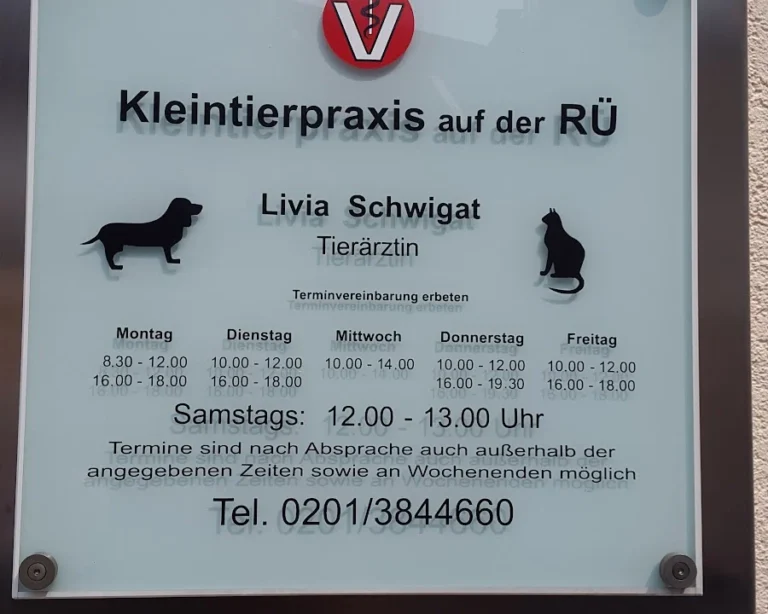 V
Kleintierpraxis auf der RÜ
Livia Schwigat
Tierärztin
Terminvereinbarung erbeten
Montag Dienstag Mittwoch Donnerstag Freitag
8.30 - 12.00 10.00 - 12.00 10.00 - 14.00 10.00 - 12.00 10.00 - 12.00
16.00 - 18.00 16.00 - 18.00 16.00 - 19.30 16.00 - 18.00
Samstags: 12.00 - 13.00 Uhr
Termine sind nach Absprache auch außerhalb der
angegebenen Zeiten sowie an Wochenenden möglich
Tel. 0201/3844660